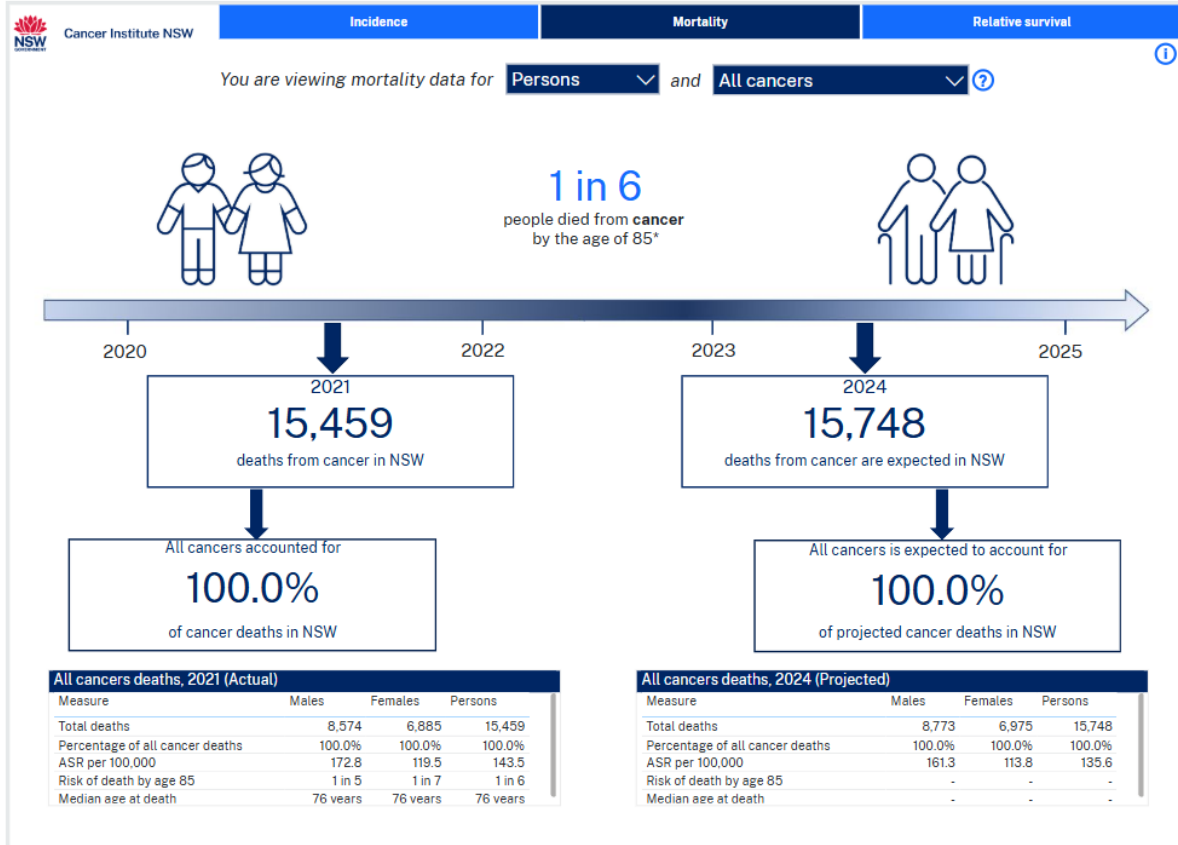 NSW
GOVERNMENT
Cancer Institute NSW
Incidence
Mortality
Relative survival
You are viewing mortality data for Persons and All cancers
1 in 6
people died from cancer
by the age of 85*
2020 2022 2023 2025
2021
15,459
deaths from cancer in NSW
2024
15,748
deaths from cancer are expected in NSW
All cancers accounted for
100.0%
of cancer deaths in NSW
All cancers is expected to account for
100.0%
of projected cancer deaths in NSW
All cancers deaths, 2021 (Actual)
Measure Males Females Persons
Total deaths 8,574 6,885 15,459
Percentage of all cancer deaths 100.0% 100.0% 100.0%
ASR per 100,000 172.8 119.5 143.5
Risk of death by age 85 1 in 5 1 in 7 1 in 6
Median age at death 76 years 76 years 76 years
All cancers deaths, 2024 (Projected)
Measure Males Females Persons
Total deaths 8,773 6,975 15,748
Percentage of all cancer deaths 100.0% 100.0% 100.0%
ASR per 100,000 161.3 113.8 135.6
Risk of death by age 85 - - -
Median age at death - - -